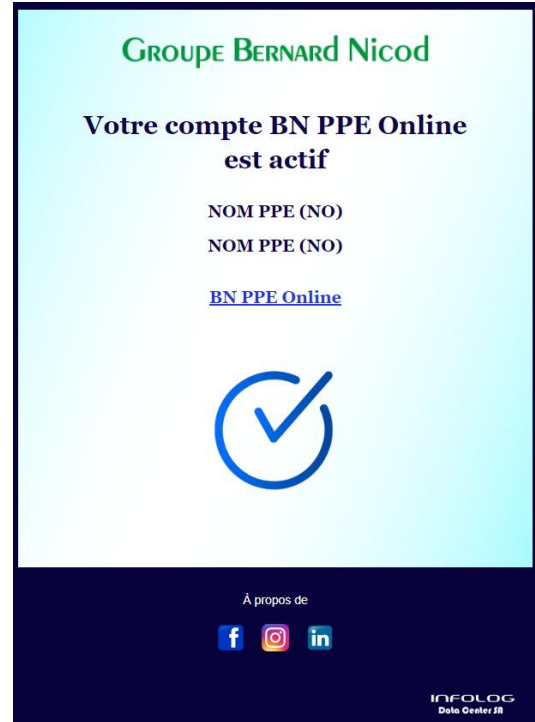 Groupe Bernard Nicod
Votre compte BN PPE Online
est actif
NOM PPE (NO)
NOM PPE (NO)
BN PPE Online
À propos de
INFOLOG
Data Center SA